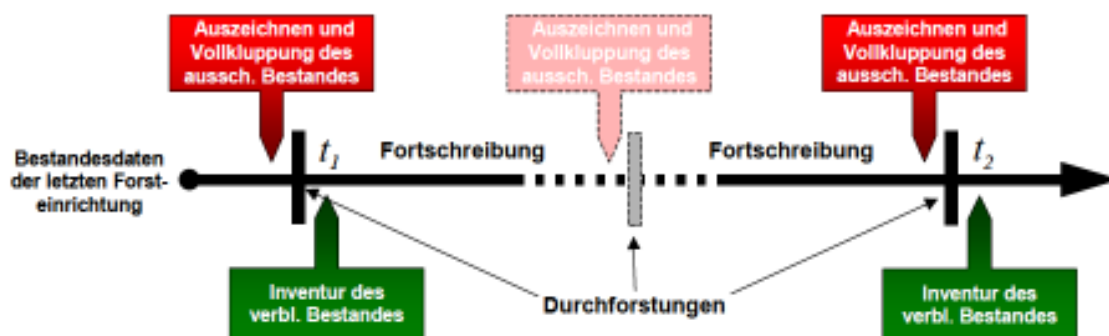 Auszeichnen und
Vollkluppung des
aussch. Bestandes
Auszeichnen und
Vollkluppung des
aussch. Bestandes
Auszeichnen und
Vollkluppung des
aussch. Bestandes
Bestandesdaten
der letzten Forst-
einrichtung
t1
Fortschreibung
Fortschreibung
t2
Inventur des
verbl. Bestandes
Durchforstungen
Inventur des
verbl. Bestandes